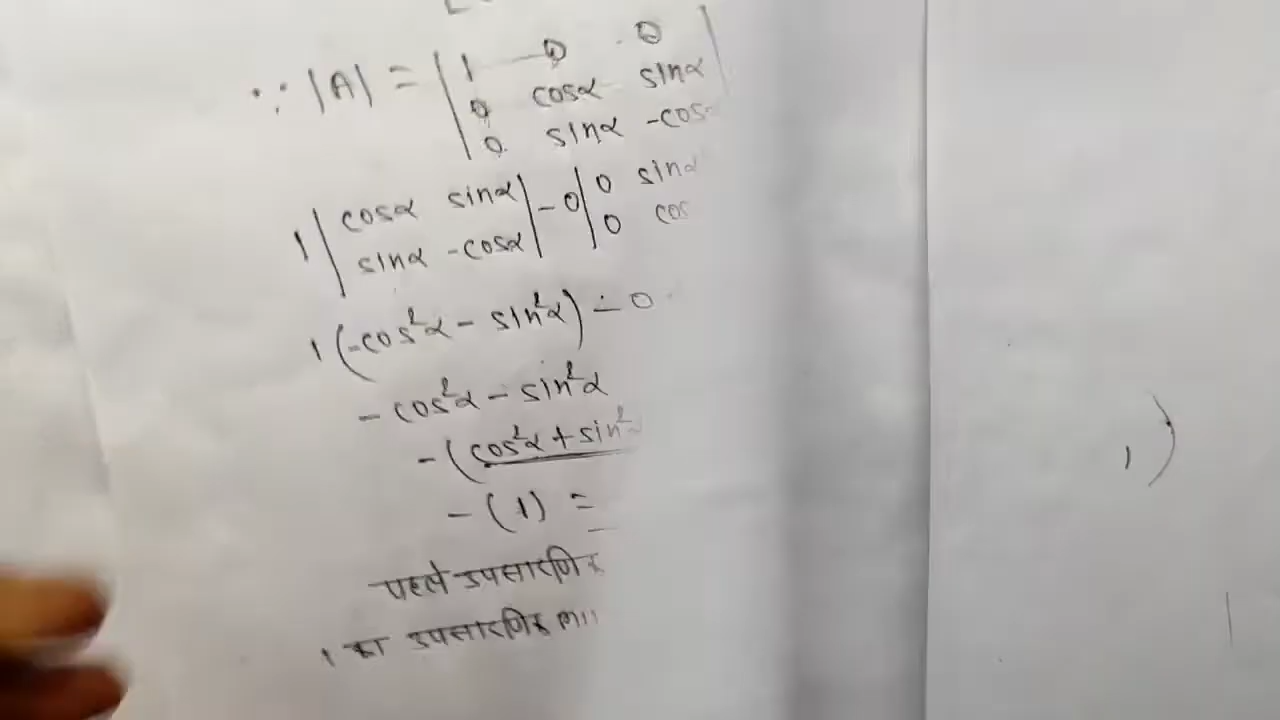 ∵ |A| = | 1 0 0 |
0 cosα sinα
0 sinα -cos
1 | cosα sinα | - 0 | 0 sinα
sinα -cosα 0 cos
1 (-cos²α - sin²α) - 0
- cos²α - sin²α
- (cos²α + sin²
- (1) =
पहले उपसारणि
1 का उपसारणिक
1 )